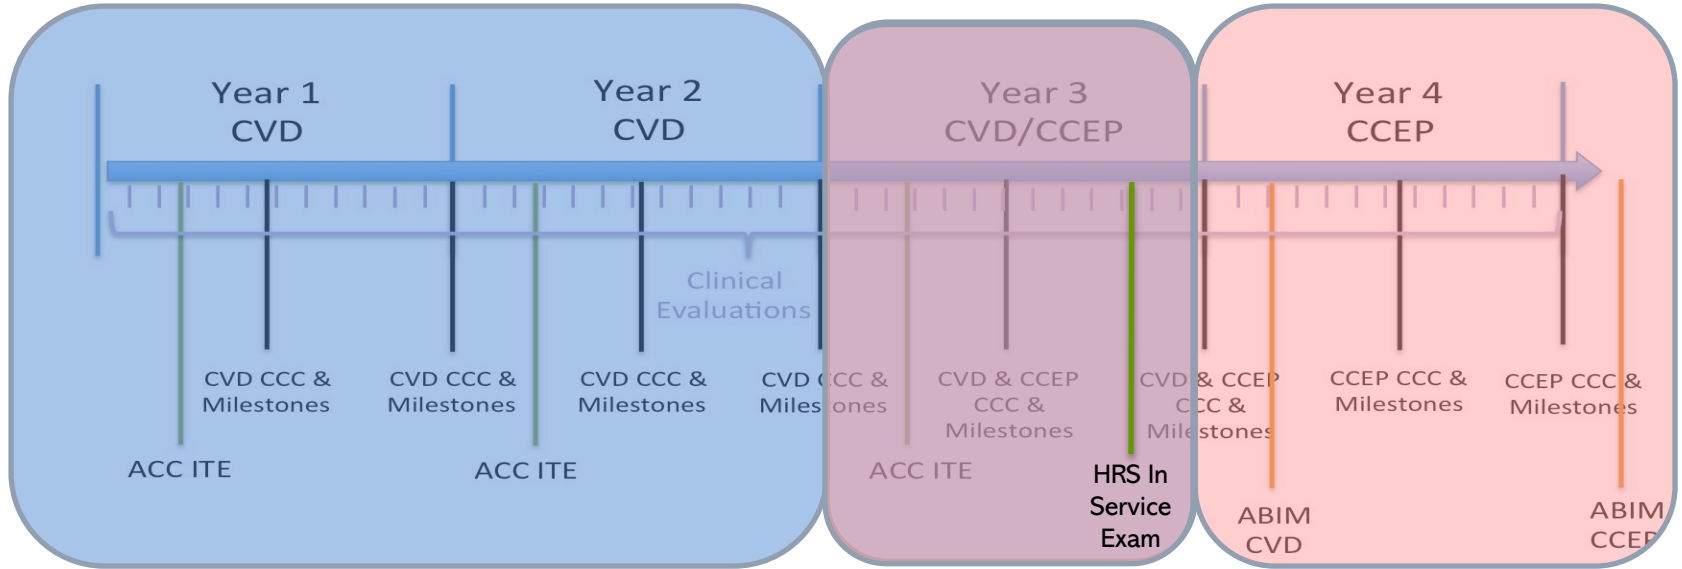 Year 1
CVD
Year 2
CVD
Year 3
CVD/CCEP
Year 4
CCEP
Clinical
Evaluations
CVD CCC &
Milestones
CVD CCC &
Milestones
CVD CCC &
Milestones
CVD CCC &
Milestones
CVD & CCEP
CCC &
Milestones
CVD & CCEP
CCC &
Milestones
CCEP CCC &
Milestones
CCEP CCC &
Milestones
ACC ITE
ACC ITE
ACC ITE
HRS In
Service
Exam
ABIM
CVD
ABIM
CCEP